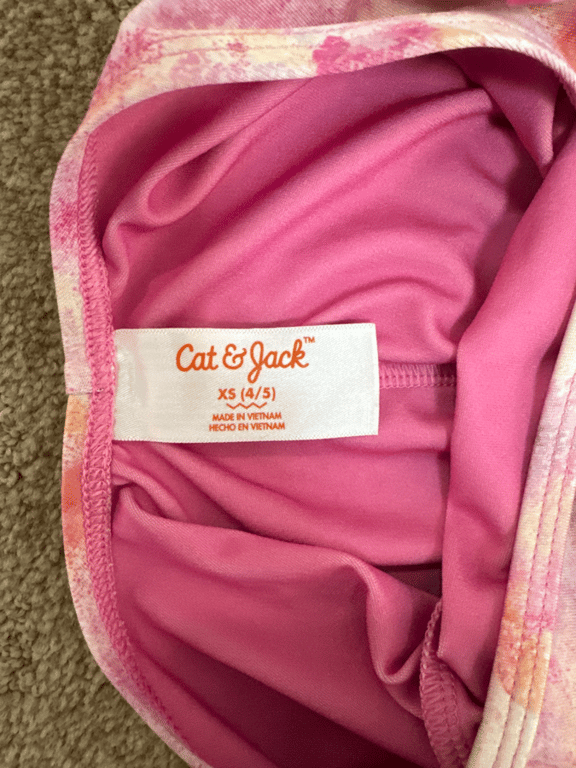 Cat & Jack™
XS (4/5)
MADE IN VIETNAM
HECHO EN VIETNAM